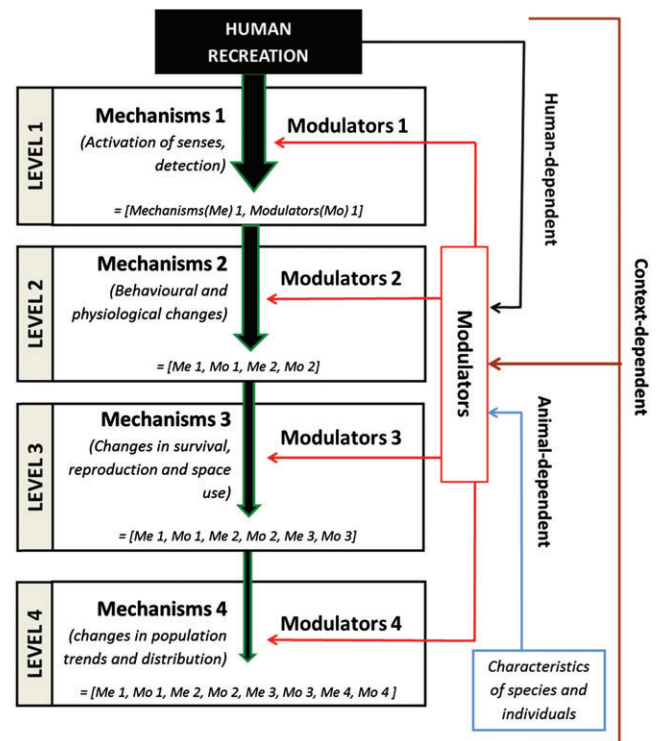 HUMAN
RECREATION
LEVEL 1
Mechanisms 1
(Activation of senses,
detection)
Modulators 1
= [Mechanisms(Me) 1, Modulators(Mo) 1]
LEVEL 2
Mechanisms 2
(Behavioural and
physiological changes)
Modulators 2
= [Me 1, Mo 1, Me 2, Mo 2]
LEVEL 3
Mechanisms 3
(Changes in survival,
reproduction and space
use)
Modulators 3
= [Me 1, Mo 1, Me 2, Mo 2, Me 3, Mo 3]
LEVEL 4
Mechanisms 4
(changes in population
trends and distribution)
Modulators 4
= [Me 1, Mo 1, Me 2, Mo 2, Me 3, Mo 3, Me 4, Mo 4 ]
Modulators
Human-dependent
Animal-dependent
Context-dependent
Characteristics
of species and
individuals